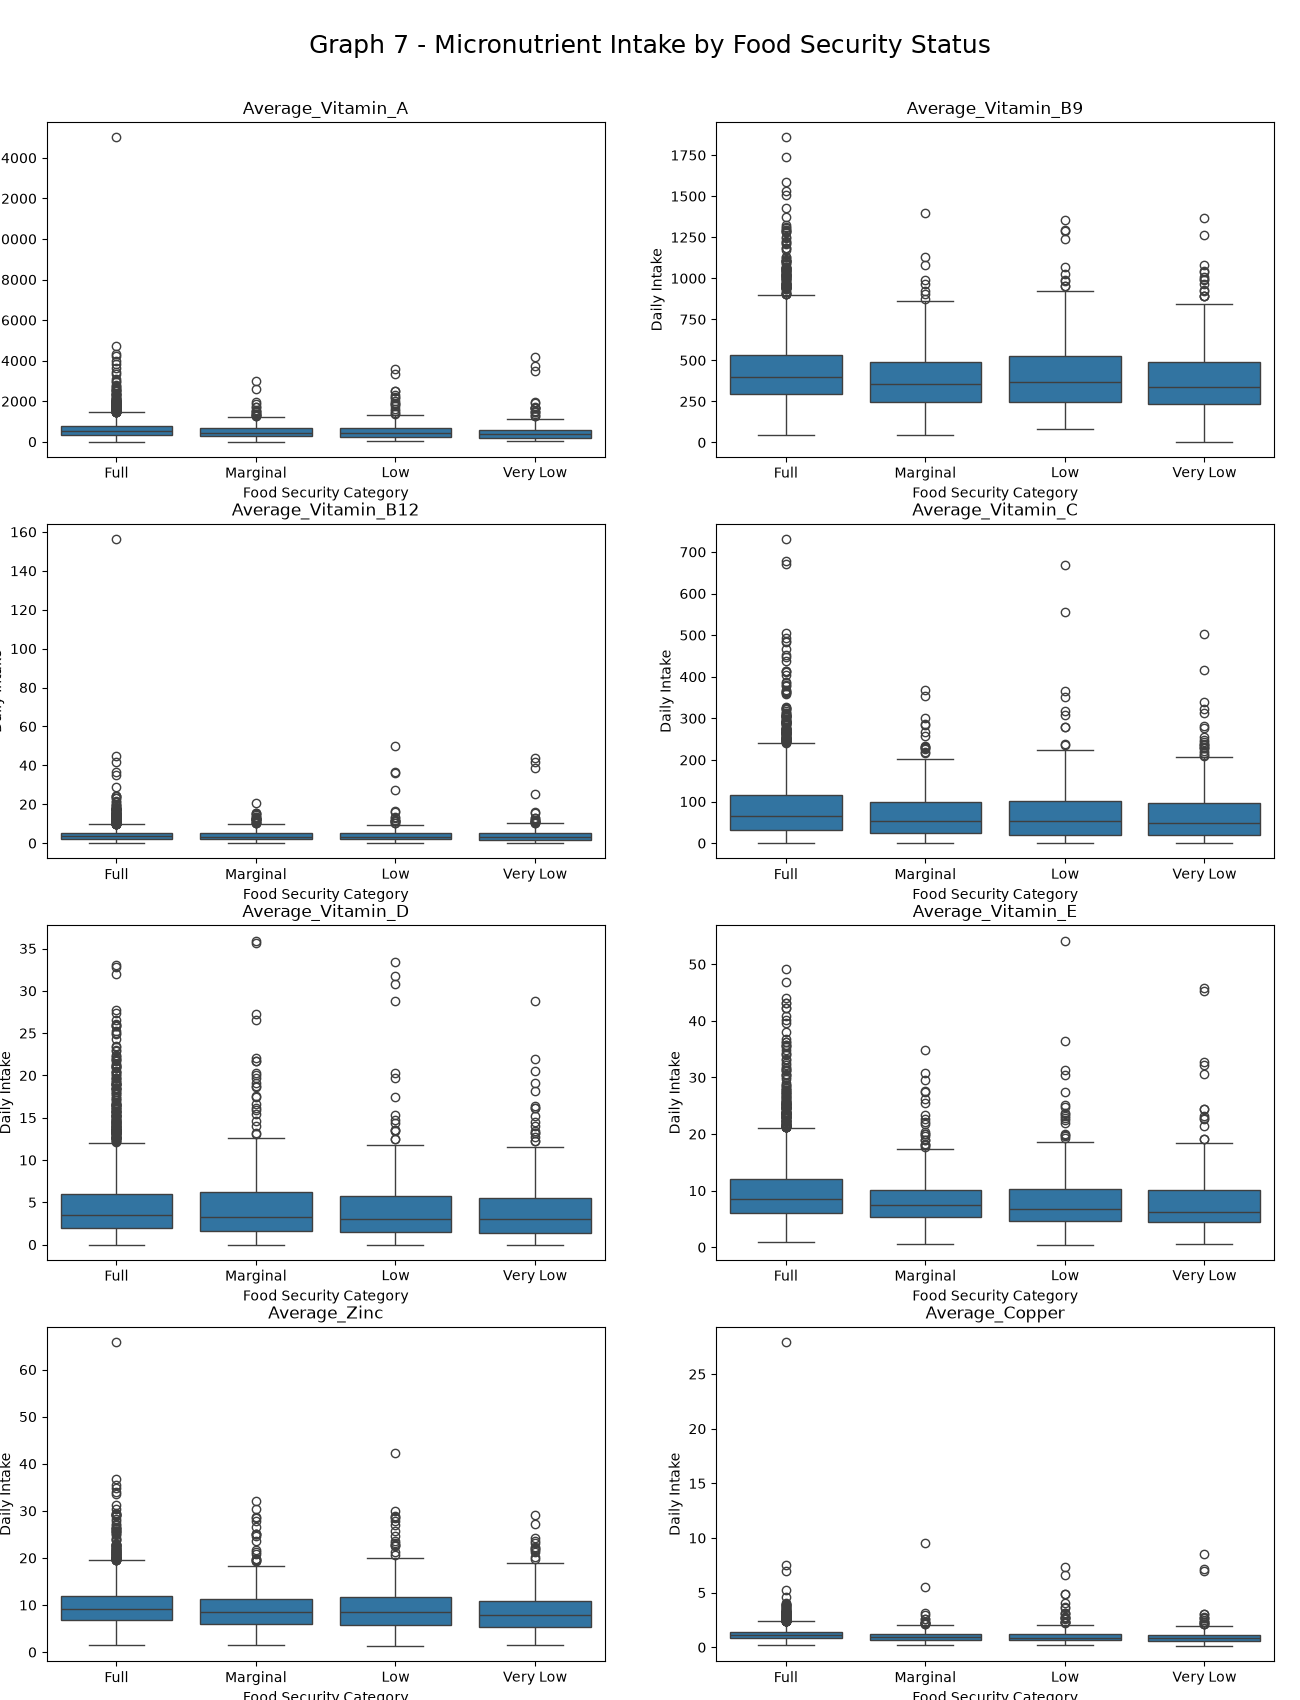 Graph 7 - Micronutrient Intake by Food Security Status
Average_Vitamin_A
4000
2000
0000
8000
6000
4000
2000
0
Full Marginal Low Very Low
Food Security Category
Average_Vitamin_B9
Daily Intake
1750
1500
1250
1000
750
500
250
0
Full Marginal Low Very Low
Food Security Category
Average_Vitamin_B12
160
140
120
100
80
60
40
20
0
Full Marginal Low Very Low
Food Security Category
Average_Vitamin_C
Daily Intake
700
600
500
400
300
200
100
0
Full Marginal Low Very Low
Food Security Category
Average_Vitamin_D
Daily Intake
35
30
25
20
15
10
5
0
Full Marginal Low Very Low
Food Security Category
Average_Vitamin_E
Daily Intake
50
40
30
20
10
0
Full Marginal Low Very Low
Food Security Category
Average_Zinc
Daily Intake
60
50
40
30
20
10
0
Full Marginal Low Very Low
Food Security Category
Average_Copper
Daily Intake
25
20
15
10
5
0
Full Marginal Low Very Low
Food Security Category